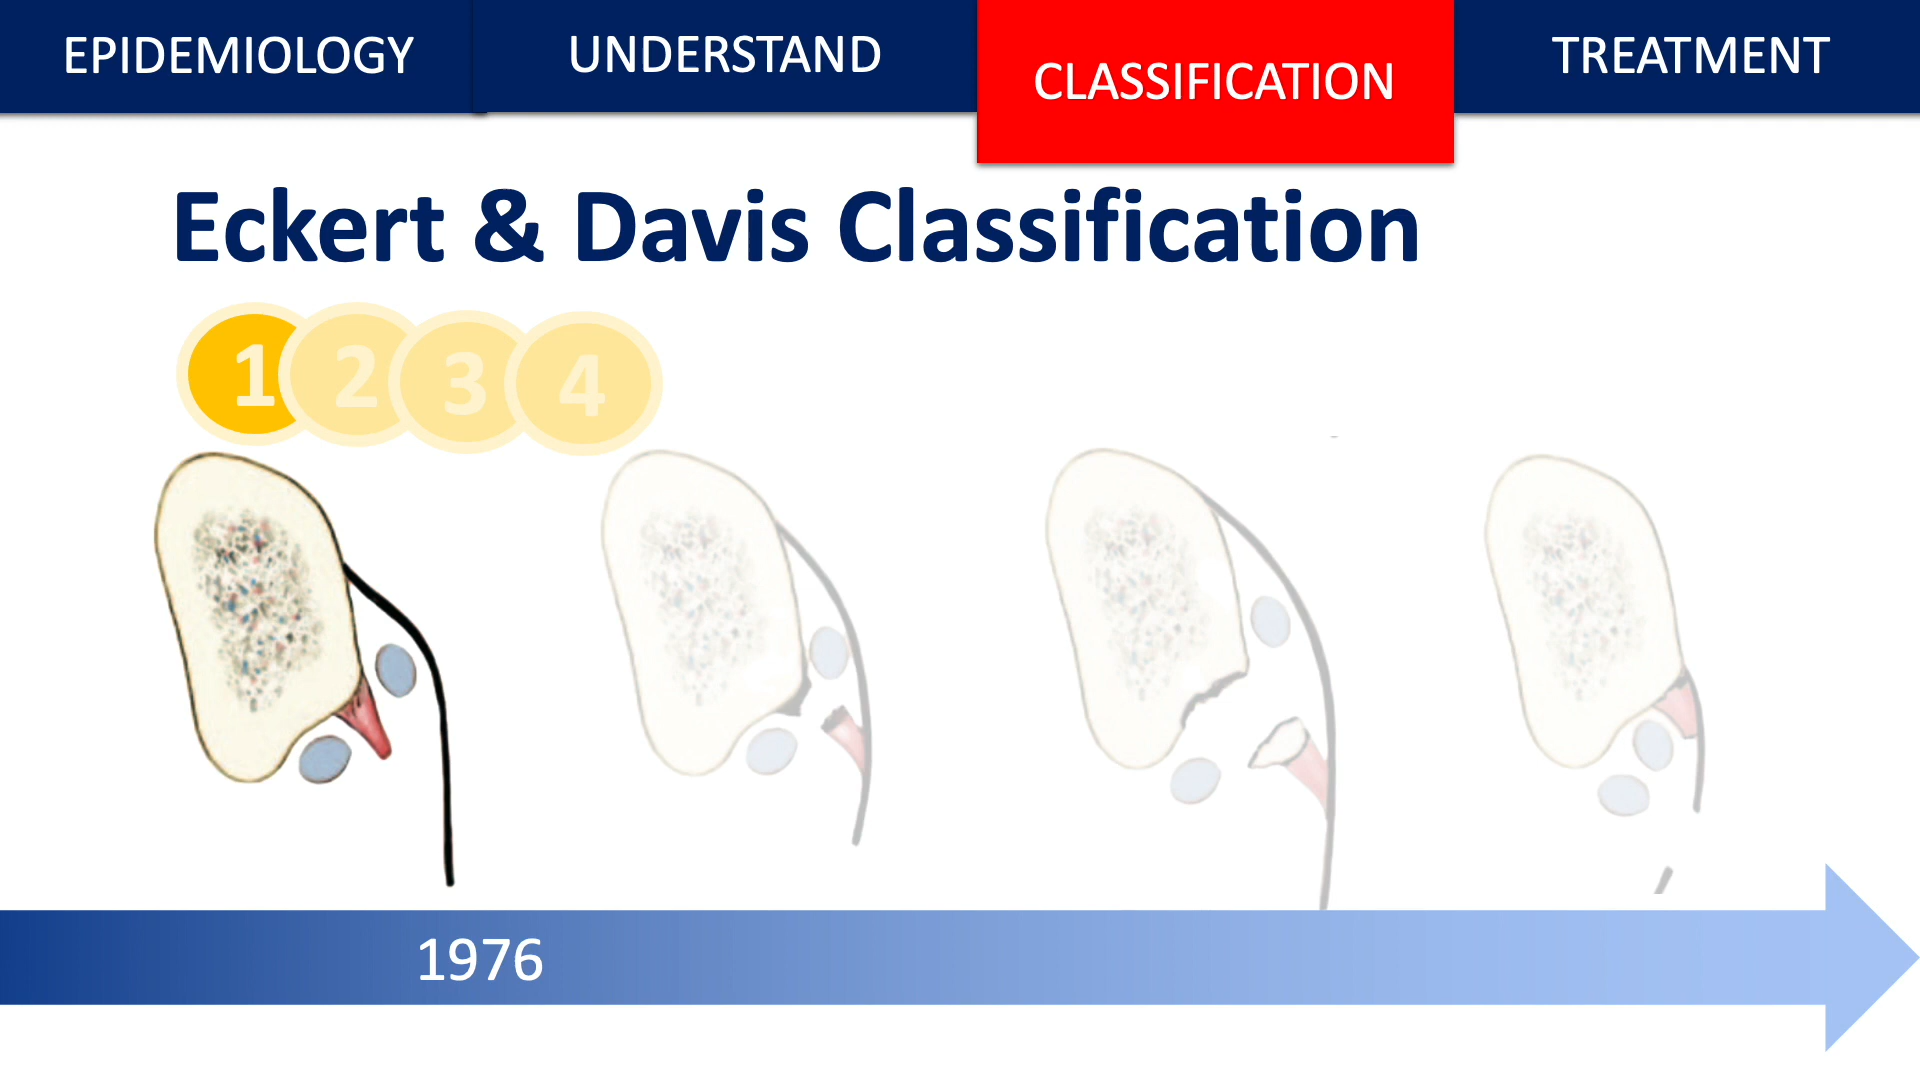 EPIDEMIOLOGY
UNDERSTAND
CLASSIFICATION
TREATMENT
Eckert & Davis Classification
1 2 3 4
1976